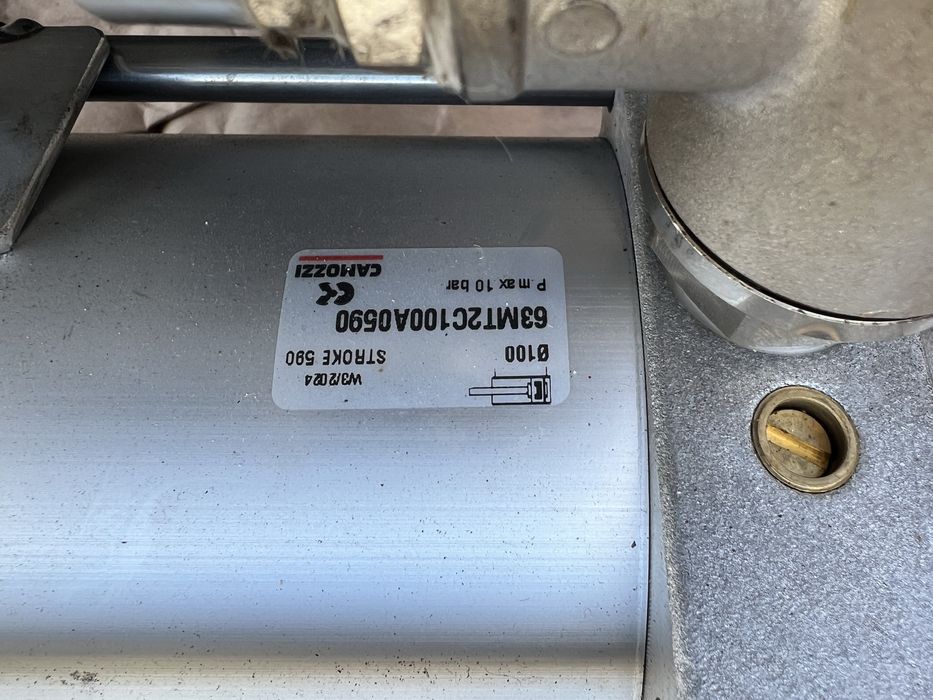 W3/2024
Ø100 STROKE 590
63MT2C100A0590
P.max 10 bar CE
CAMOZZI